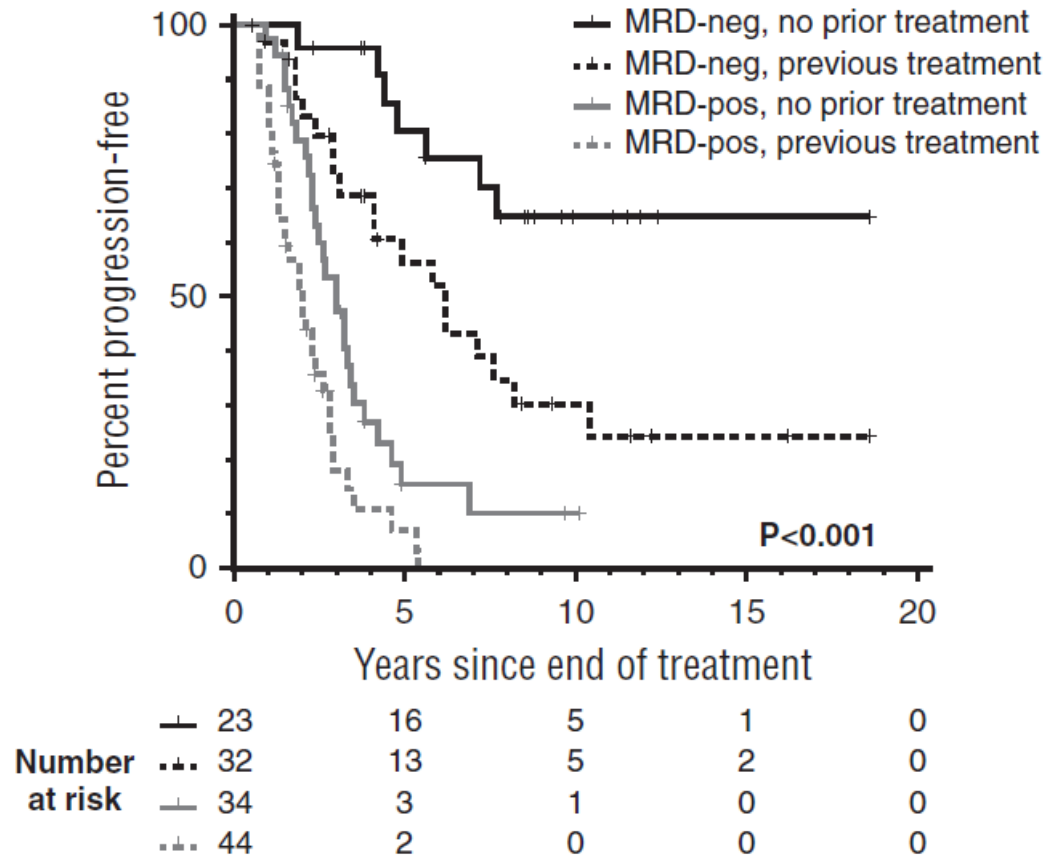 100
50
0
Percent progression-free
MRD-neg, no prior treatment
MRD-neg, previous treatment
MRD-pos, no prior treatment
MRD-pos, previous treatment
P<0.001
0 5 10 15 20
Years since end of treatment
Number at risk
23 16 5 1 0
32 13 5 2 0
34 3 1 0 0
44 2 0 0 0